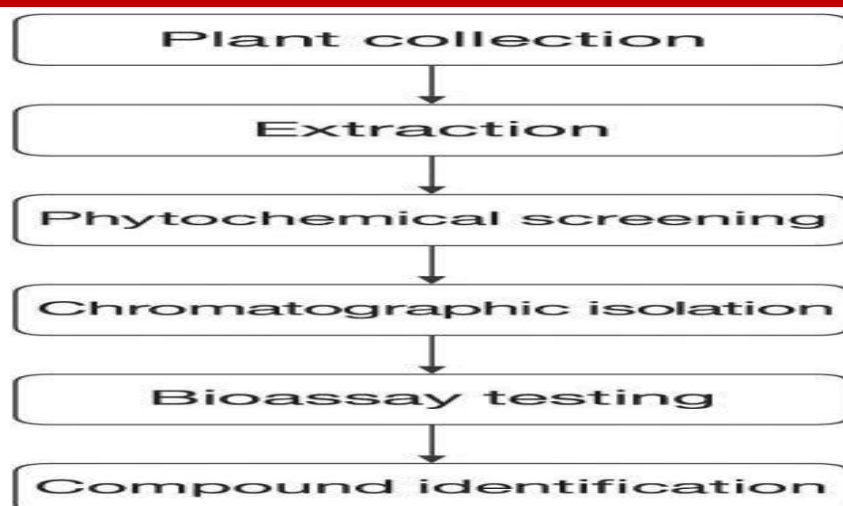 Plant collection
Extraction
Phytochemical screening
Chromatographic isolation
Bioassay testing
Compound identification